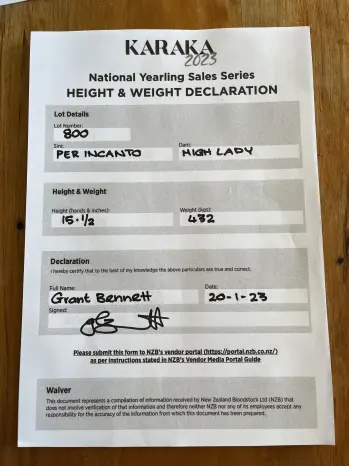 KARAKA
2023
National Yearling Sales Series
HEIGHT & WEIGHT DECLARATION
Lot Details
Lot Number:
800
Sire: Dam:
PER INCANTO HIGH LADY
Height & Weight
Height (hands & inches): Weight (kgs):
15.1/2 432
Declaration
I hereby certify that to the best of my knowledge the above particulars are true and correct.
Full Name: Date:
Grant Bennett 20-1-23
Signed:
Please submit this form to NZB's vendor portal (https://portal.nzb.co.nz/)
as per instructions stated in NZB's Vendor Media Portal Guide
Waiver
This document represents a compilation of information received by New Zealand Bloodstock Ltd (NZB) that
does not involve verification of that information and therefore neither NZB nor any of its employees accept any
responsibility for the accuracy of the information from which this document has been prepared.